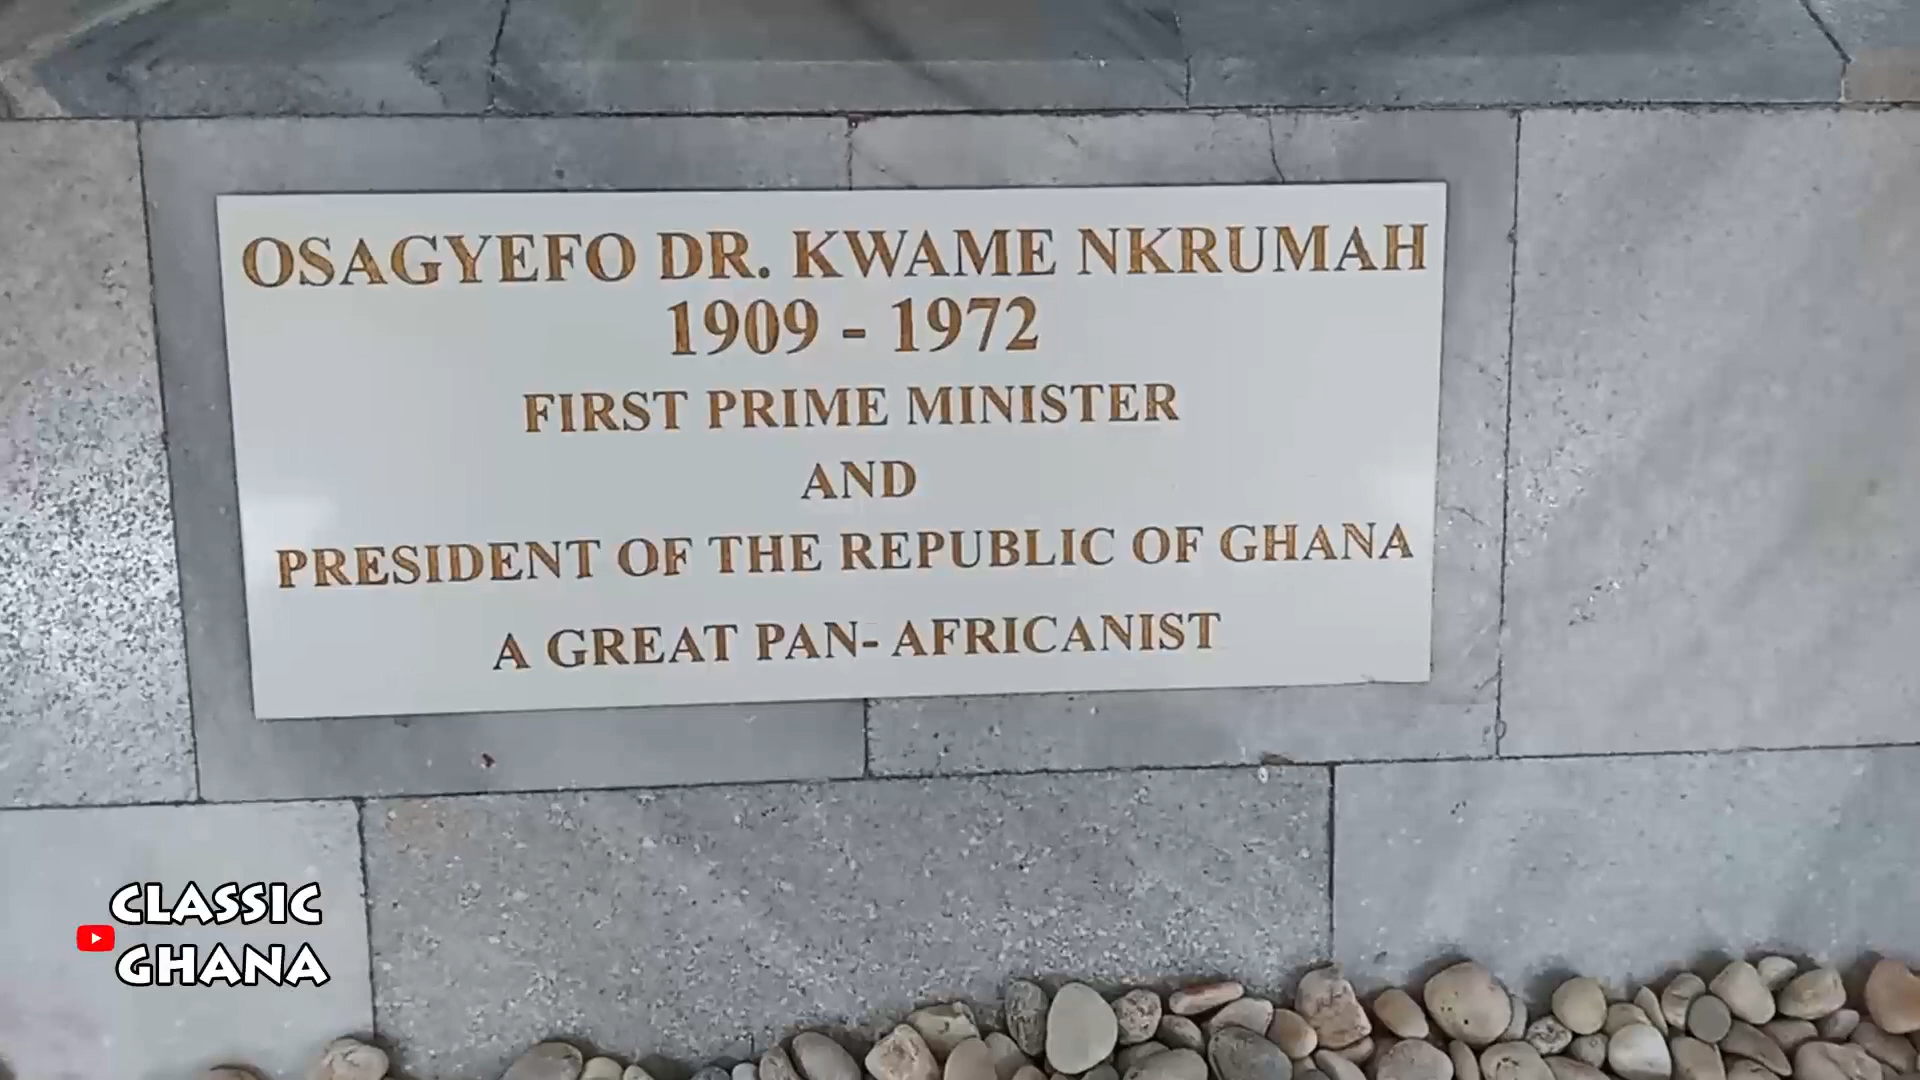 OSAGYEFO DR. KWAME NKRUMAH
1909 - 1972
FIRST PRIME MINISTER
AND
PRESIDENT OF THE REPUBLIC OF GHANA
A GREAT PAN- AFRICANIST
CLASSIC
GHANA